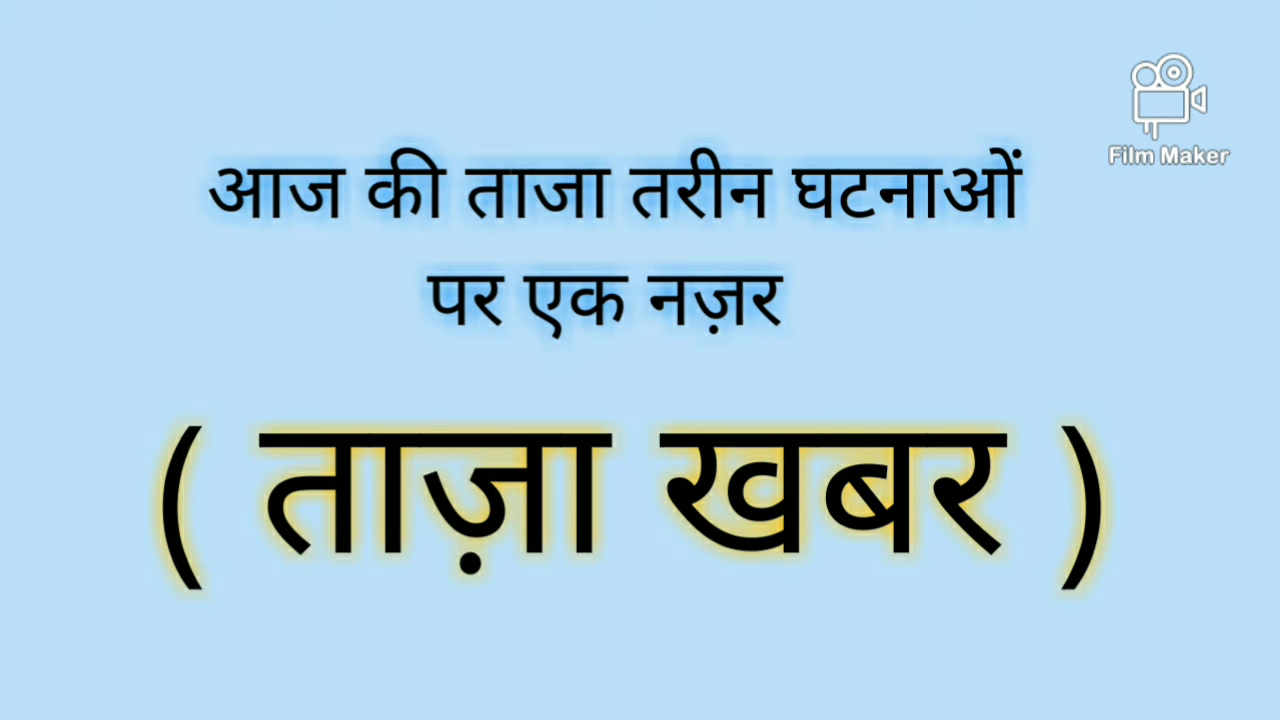 Film Maker
आज की ताजा तरीन घटनाओं
पर एक नज़र
( ताज़ा खबर )